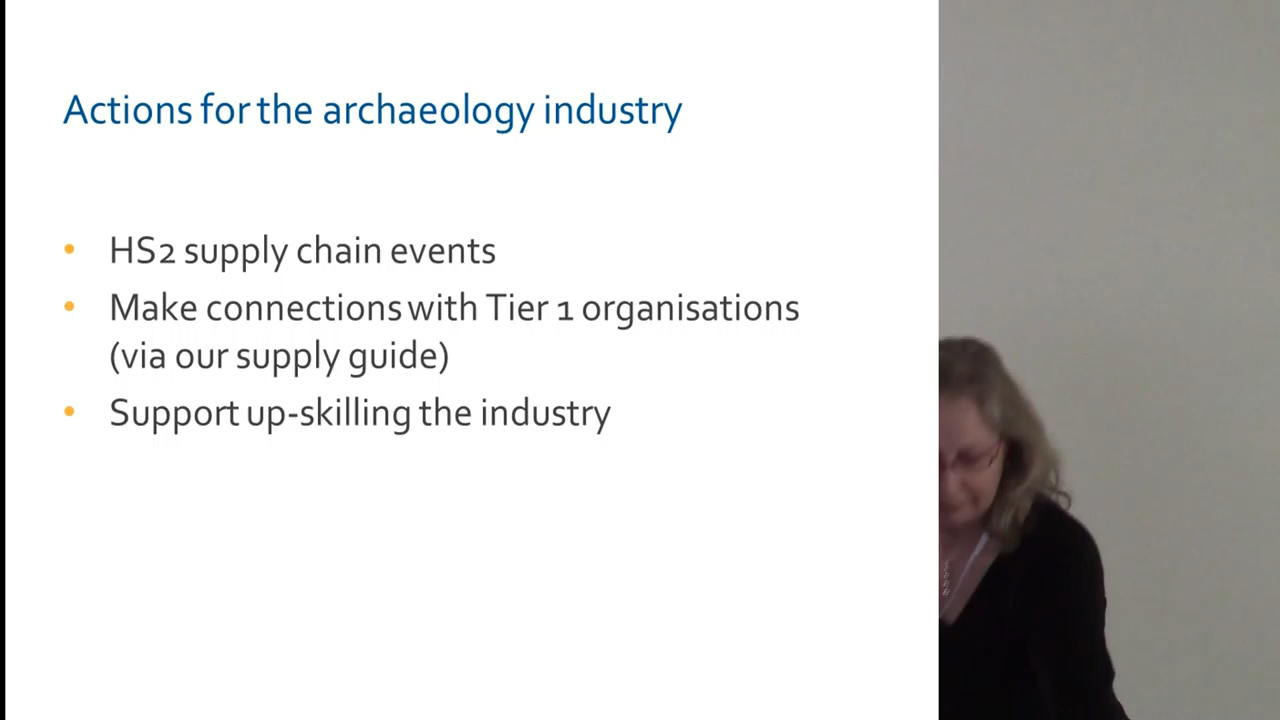 Actions for the archaeology industry
• HS2 supply chain events
• Make connections with Tier 1 organisations
(via our supply guide)
• Support up-skilling the industry